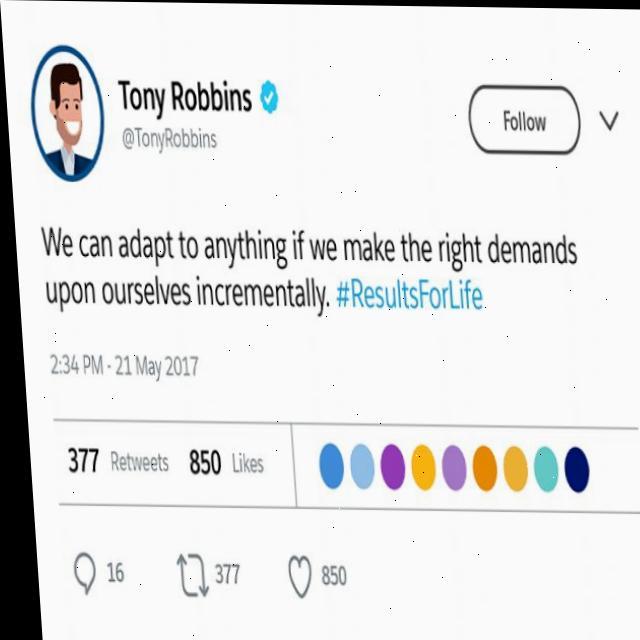 Tony Robbins
@TonyRobbins
Follow
We can adapt to anything if we make the right demands
upon ourselves incrementally. #ResultsForLife
2:34 PM - 21 May 2017
377 Retweets 850 Likes
16 377 850